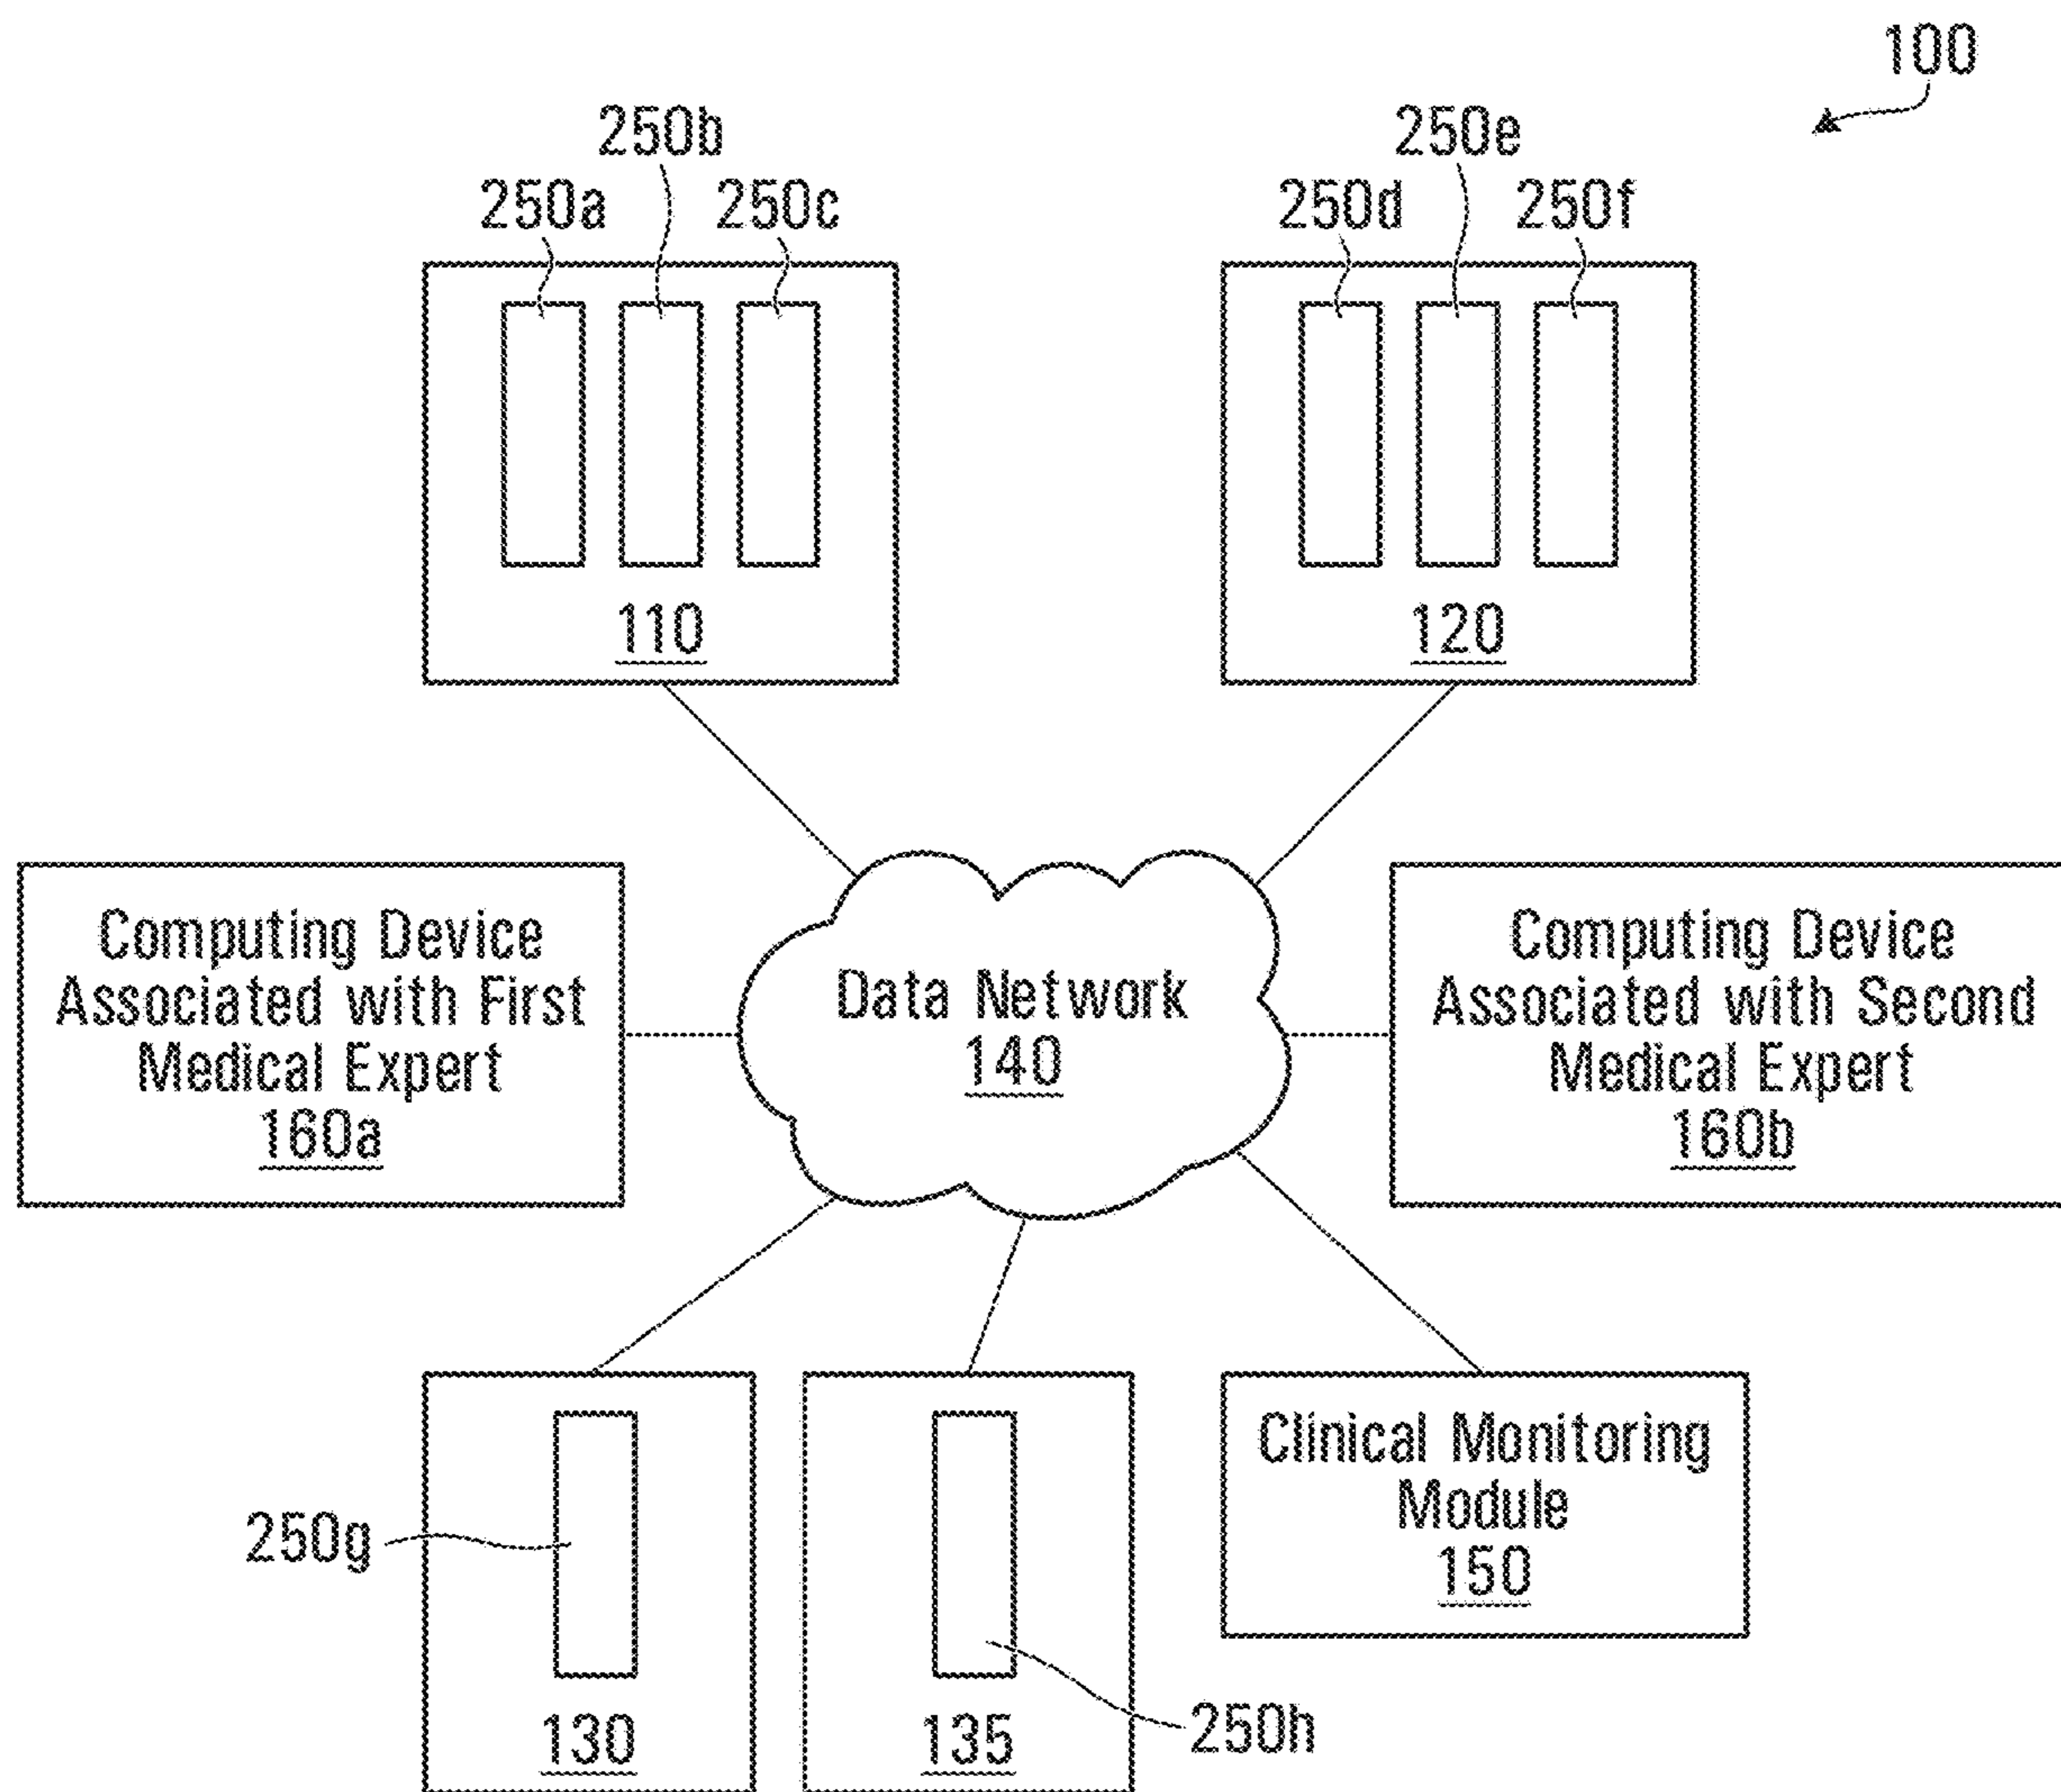 100
250b
250e
250a
250c
250d
250f
110
120
Computing Device
Associated with First
Medical Expert
160a
Data Network
140
Computing Device
Associated with Second
Medical Expert
160b
250g
130
135
250h
Clinical Monitoring
Module
150